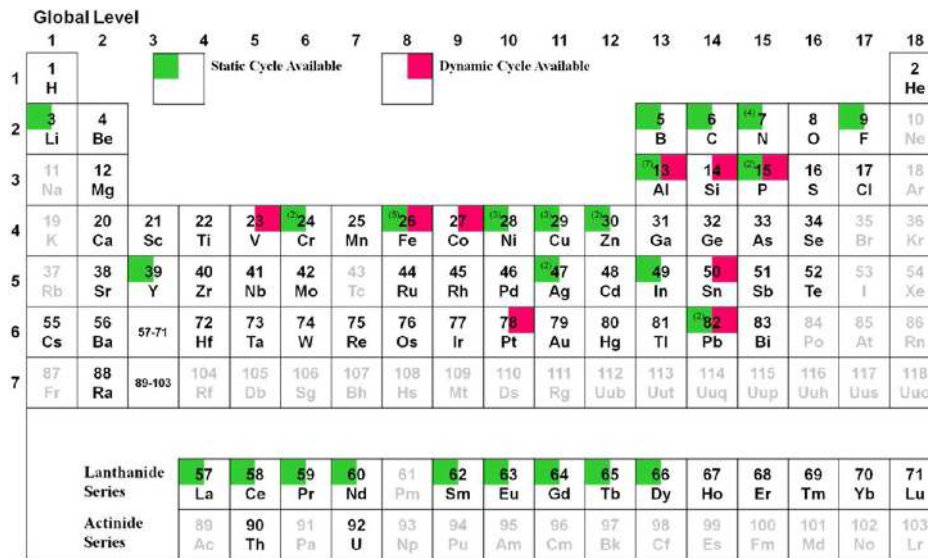 Global Level
1 2 3 4 5 6 7 8 9 10 11 12 13 14 15 16 17 18
Static Cycle Available Dynamic Cycle Available
1 1 2
H He
2 3 4 5 6 (4) 7 8 9 10
Li Be B C N O F Ne
3 11 12 (7) 13 14 (2) 15 16 17 18
Na Mg Al Si P S Cl Ar
4 19 20 21 22 23 (2) 24 25 (5) 26 27 (3) 28 (3) 29 (2) 30 31 32 33 34 35 36
K Ca Sc Ti V Cr Mn Fe Co Ni Cu Zn Ga Ge As Se Br Kr
5 37 38 39 40 41 42 43 44 45 46 (2) 47 48 49 50 51 52 53 54
Rb Sr Y Zr Nb Mo Tc Ru Rh Pd Ag Cd In Sn Sb Te I Xe
6 55 56 57-71 72 73 74 75 76 77 78 79 80 81 (2) 82 83 84 85 86
Cs Ba Hf Ta W Re Os Ir Pt Au Hg Tl Pb Bi Po At Rn
7 87 88 89-103 104 105 106 107 108 109 110 111 112 113 114 115 116 117 118
Fr Ra Rf Db Sg Bh Hs Mt Ds Rg Uub Uut Uuq Uup Uuh Uus Uuo
Lanthanide 57 58 59 60 61 62 63 64 65 66 67 68 69 70 71
Series La Ce Pr Nd Pm Sm Eu Gd Tb Dy Ho Er Tm Yb Lu
Actinide 89 90 91 92 93 94 95 96 97 98 99 100 101 102 103
Series Ac Th Pa U Np Pu Am Cm Bk Cf Es Fm Md No Lr